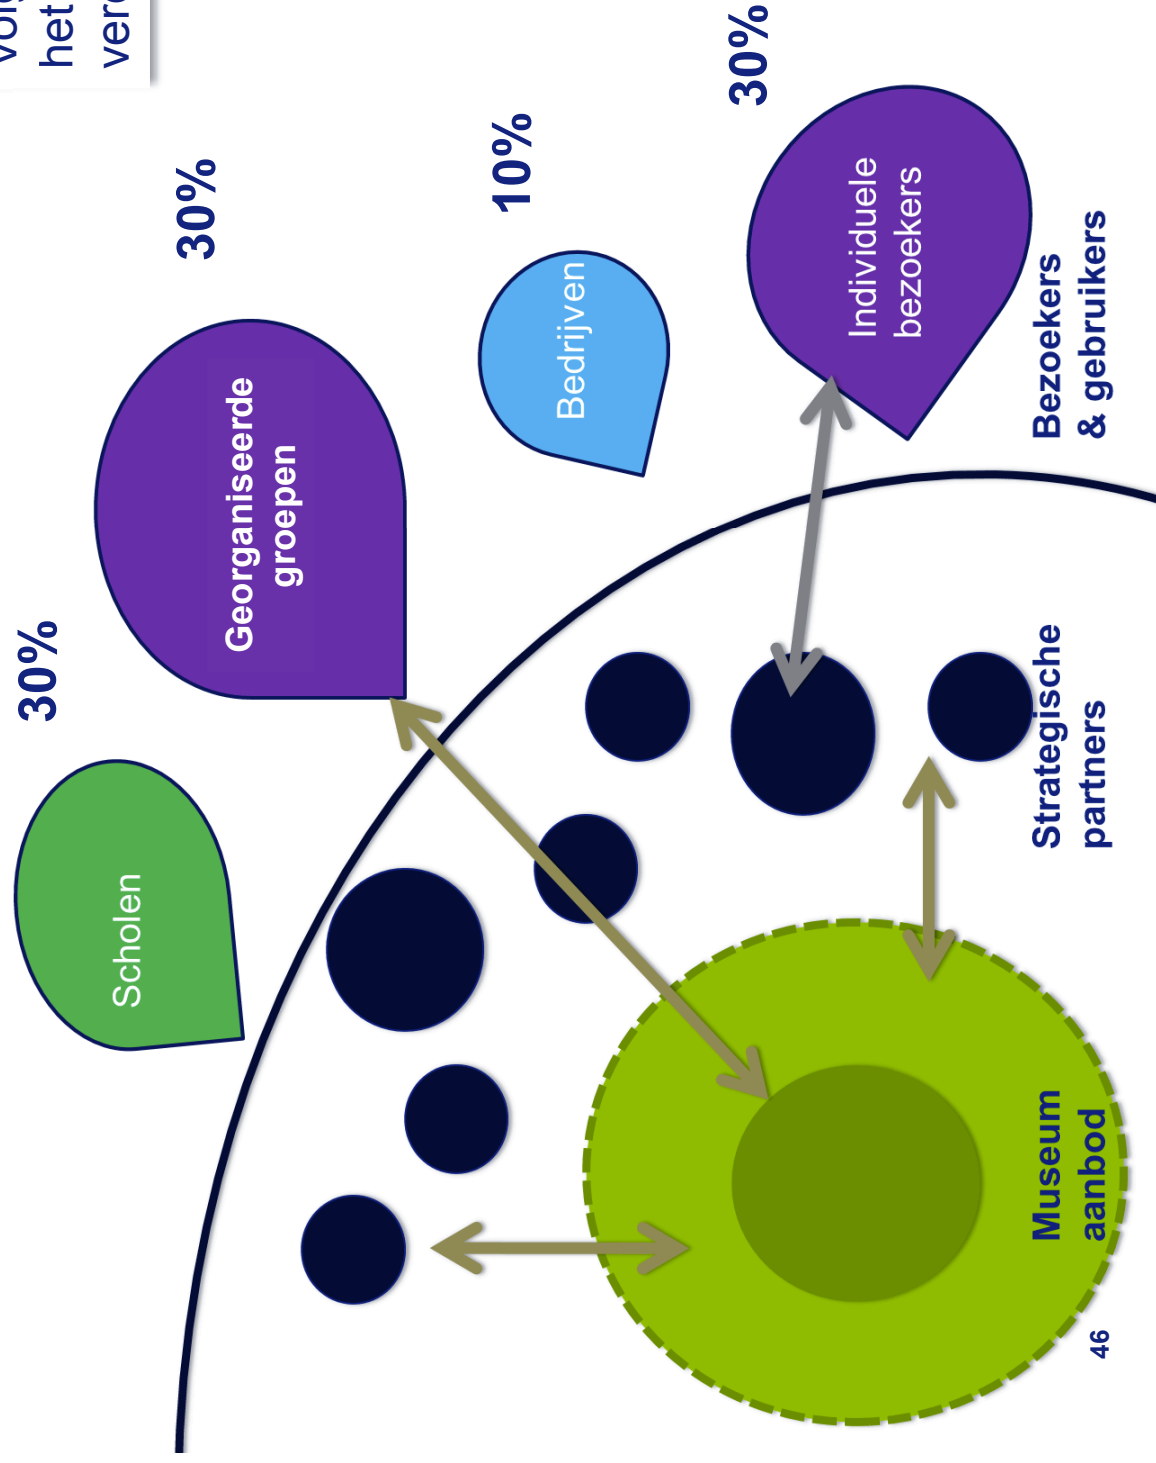 het
30%
Scholen
30%
Georganiseerde
groepen
10%
Bedrijven
30%
Individuele
bezoekers
Museum
aanbod
Strategische
partners
Bezoekers
& gebruikers
46